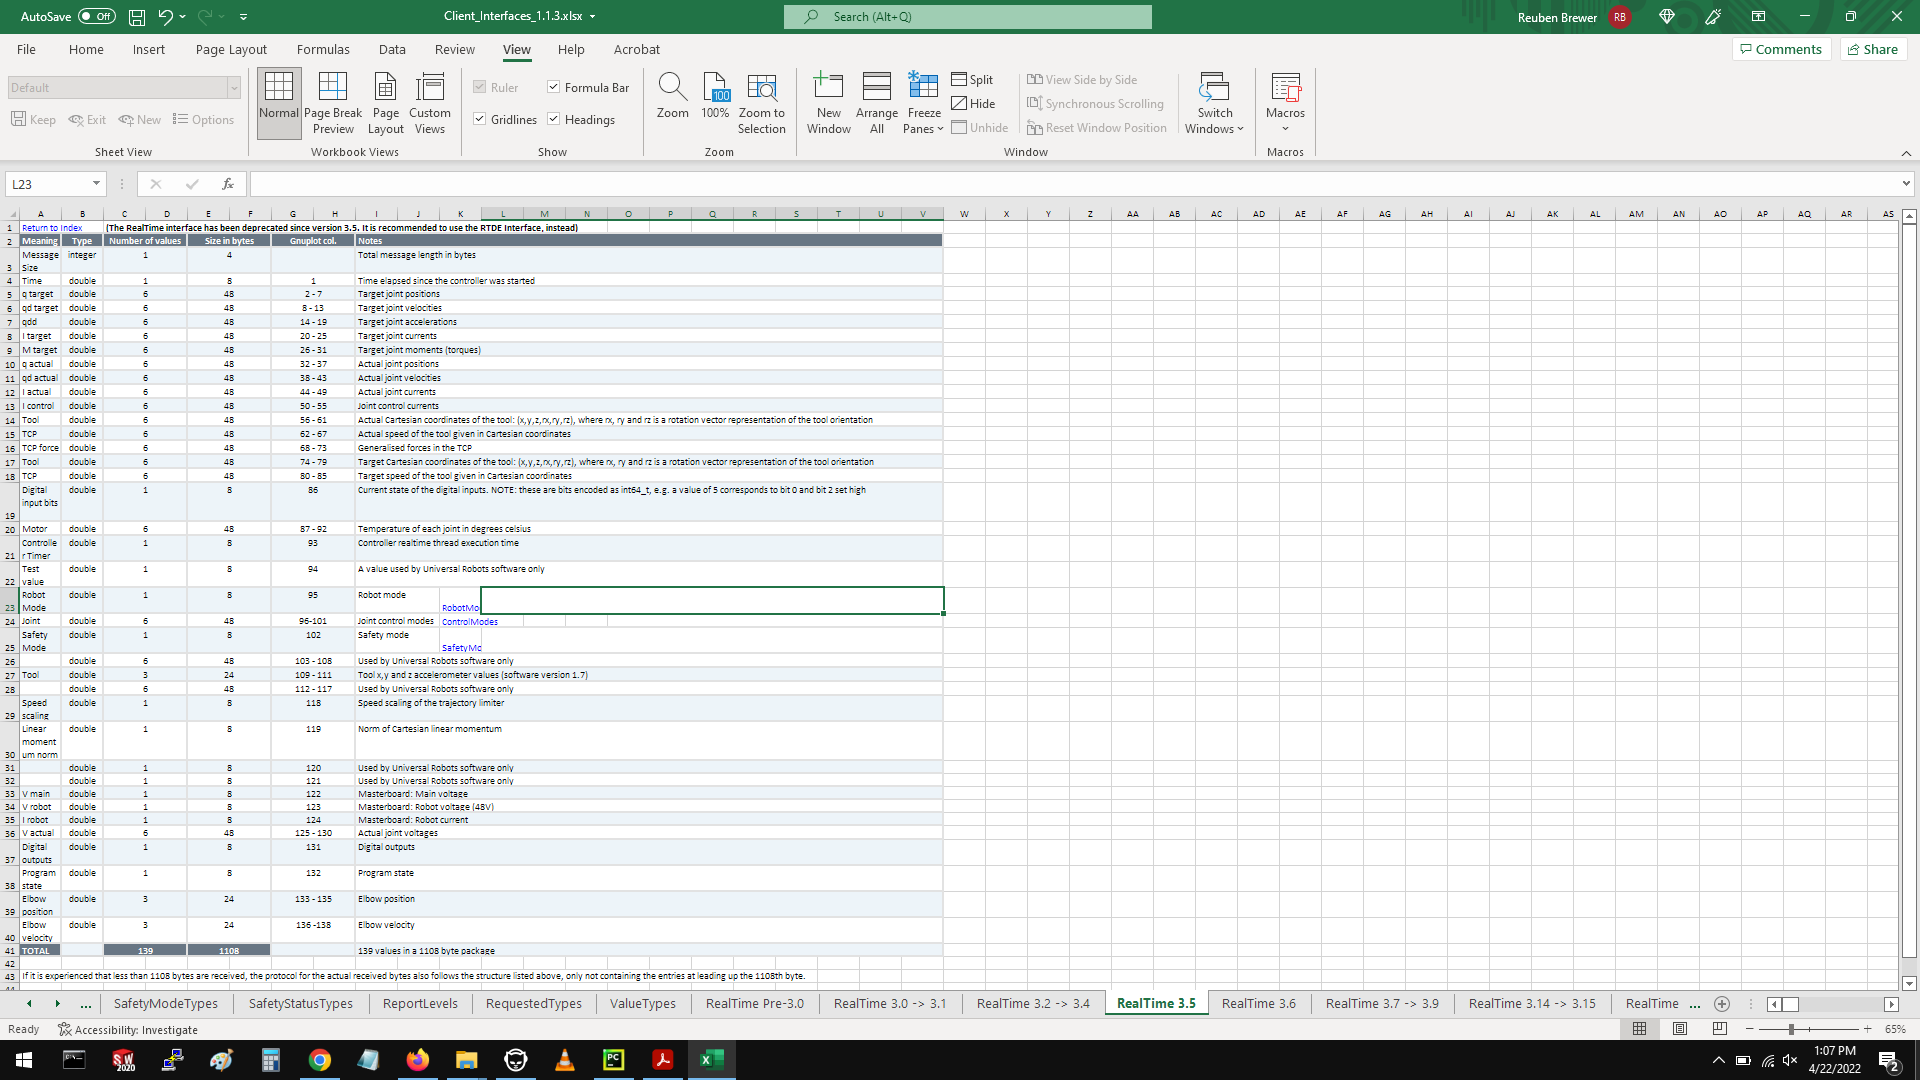 AutoSave Off Client_Interfaces_1.1.3.xlsx Search (Alt+Q) Reuben Brewer RB
File Home Insert Page Layout Formulas Data Review View Help Acrobat Comments Share
Default
Keep Exit New Options
Sheet View
Normal Page Break Preview Page Layout Custom Views
Workbook Views
Ruler Formula Bar
Gridlines Headings
Show
Zoom 100 100% Zoom to Selection
Zoom
New Window Arrange All Freeze Panes
Split
Hide
Unhide
View Side by Side
Synchronous Scrolling
Reset Window Position
Switch Windows
Window
Macros
Macros
L23 fx
A B C D E F G H I J K L M N O P Q R S T U V W X Y Z AA AB AC AD AE AF AG AH AI AJ AK AL AM AN AO AP AQ AR AS
1 Return to Index (The RealTime interface has been deprecated since version 3.5. It is recommended to use the RTDE Interface, instead)
2 Meaning Type Number of values Size in bytes Gnuplot col. Notes
3 Message Size integer 1 4 Total message length in bytes
4 Time double 1 8 1 Time elapsed since the controller was started
5 q target double 6 48 2 - 7 Target joint positions
6 qd target double 6 48 8 - 13 Target joint velocities
7 qdd double 6 48 14 - 19 Target joint accelerations
8 I target double 6 48 20 - 25 Target joint currents
9 M target double 6 48 26 - 31 Target joint moments (torques)
10 q actual double 6 48 32 - 37 Actual joint positions
11 qd actual double 6 48 38 - 43 Actual joint velocities
12 I actual double 6 48 44 - 49 Actual joint currents
13 I control double 6 48 50 - 55 Joint control currents
14 Tool double 6 48 56 - 61 Actual Cartesian coordinates of the tool: (x,y,z,rx,ry,rz), where rx, ry and rz is a rotation vector representation of the tool orientation
15 TCP double 6 48 62 - 67 Actual speed of the tool given in Cartesian coordinates
16 TCP force double 6 48 68 - 73 Generalised forces in the TCP
17 Tool double 6 48 74 - 79 Target Cartesian coordinates of the tool: (x,y,z,rx,ry,rz), where rx, ry and rz is a rotation vector representation of the tool orientation
18 TCP double 6 48 80 - 85 Target speed of the tool given in Cartesian coordinates
19 Digital input bits double 1 8 86 Current state of the digital inputs. NOTE: these are bits encoded as int64_t, e.g. a value of 5 corresponds to bit 0 and bit 2 set high
20 Motor double 6 48 87 - 92 Temperature of each joint in degrees celsius
21 Controlle r Timer double 1 8 93 Controller realtime thread execution time
22 Test value double 1 8 94 A value used by Universal Robots software only
23 Robot Mode double 1 8 95 Robot mode RobotMo
24 Joint double 6 48 96-101 Joint control modes ControlModes
25 Safety Mode double 1 8 102 Safety mode SafetyMc
26 double 6 48 103 - 108 Used by Universal Robots software only
27 Tool double 3 24 109 - 111 Tool x,y and z accelerometer values (software version 1.7)
28 double 6 48 112 - 117 Used by Universal Robots software only
29 Speed scaling double 1 8 118 Speed scaling of the trajectory limiter
30 Linear moment um norm double 1 8 119 Norm of Cartesian linear momentum
31 double 1 8 120 Used by Universal Robots software only
32 double 1 8 121 Used by Universal Robots software only
33 V main double 1 8 122 Masterboard: Main voltage
34 V robot double 1 8 123 Masterboard: Robot voltage (48V)
35 I robot double 1 8 124 Masterboard: Robot current
36 V actual double 6 48 125 - 130 Actual joint voltages
37 Digital outputs double 1 8 131 Digital outputs
38 Program state double 1 8 132 Program state
39 Elbow position double 3 24 133 - 135 Elbow position
40 Elbow velocity double 3 24 136 -138 Elbow velocity
41 TOTAL 139 1108 139 values in a 1108 byte package
42
43 If it is experienced that less than 1108 bytes are received, the protocol for the actual received bytes also follows the structure listed above, only not containing the entries at leading up the 1108th byte.
44
... SafetyModeTypes SafetyStatusTypes ReportLevels RequestedTypes ValueTypes RealTime Pre-3.0 RealTime 3.0 -> 3.1 RealTime 3.2 -> 3.4 RealTime 3.5 RealTime 3.6 RealTime 3.7 -> 3.9 RealTime 3.14 -> 3.15 RealTime ...
Ready Accessibility: Investigate 65%
SW 2020 PC 1:07 PM
4/22/2022 2